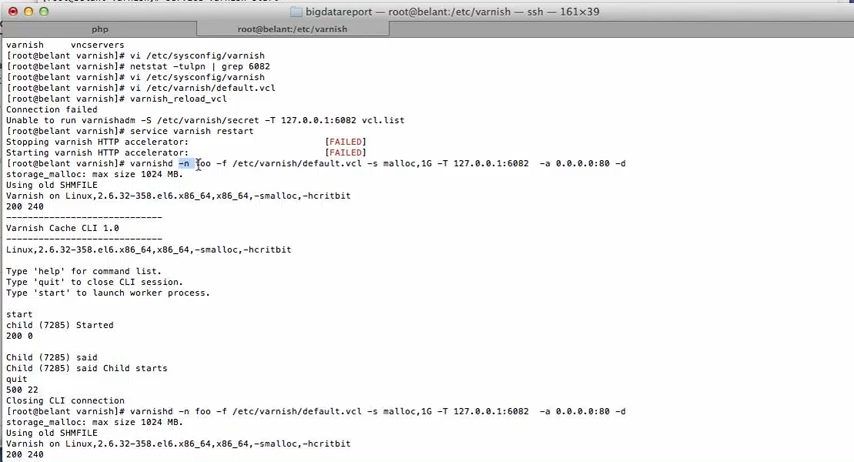 bigdatareport — root@belant:/etc/varnish — ssh — 161×39
php root@belant:/etc/varnish
varnish vncservers
[root@belant varnish]# vi /etc/sysconfig/varnish
[root@belant varnish]# netstat -tulpn | grep 6082
[root@belant varnish]# vi /etc/sysconfig/varnish
[root@belant varnish]# vi /etc/varnish/default.vcl
[root@belant varnish]# varnish_reload_vcl
Connection failed
Unable to run varnishadm -S /etc/varnish/secret -T 127.0.0.1:6082 vcl.list
[root@belant varnish]# service varnish restart
Stopping varnish HTTP accelerator: [FAILED]
Starting varnish HTTP accelerator: [FAILED]
[root@belant varnish]# varnishd -n foo -f /etc/varnish/default.vcl -s malloc,1G -T 127.0.0.1:6082 -a 0.0.0.0:80 -d
storage_malloc: max size 1024 MB.
Using old SHMFILE
Varnish on Linux,2.6.32-358.el6.x86_64,x86_64,-smalloc,-hcritbit
200 240
-----------------------------
Varnish Cache CLI 1.0
-----------------------------
Linux,2.6.32-358.el6.x86_64,x86_64,-smalloc,-hcritbit
Type 'help' for command list.
Type 'quit' to close CLI session.
Type 'start' to launch worker process.
start
child (7285) Started
200 0
Child (7285) said
Child (7285) said Child starts
quit
500 22
Closing CLI connection
[root@belant varnish]# varnishd -n foo -f /etc/varnish/default.vcl -s malloc,1G -T 127.0.0.1:6082 -a 0.0.0.0:80 -d
storage_malloc: max size 1024 MB.
Using old SHMFILE
Varnish on Linux,2.6.32-358.el6.x86_64,x86_64,-smalloc,-hcritbit
200 240